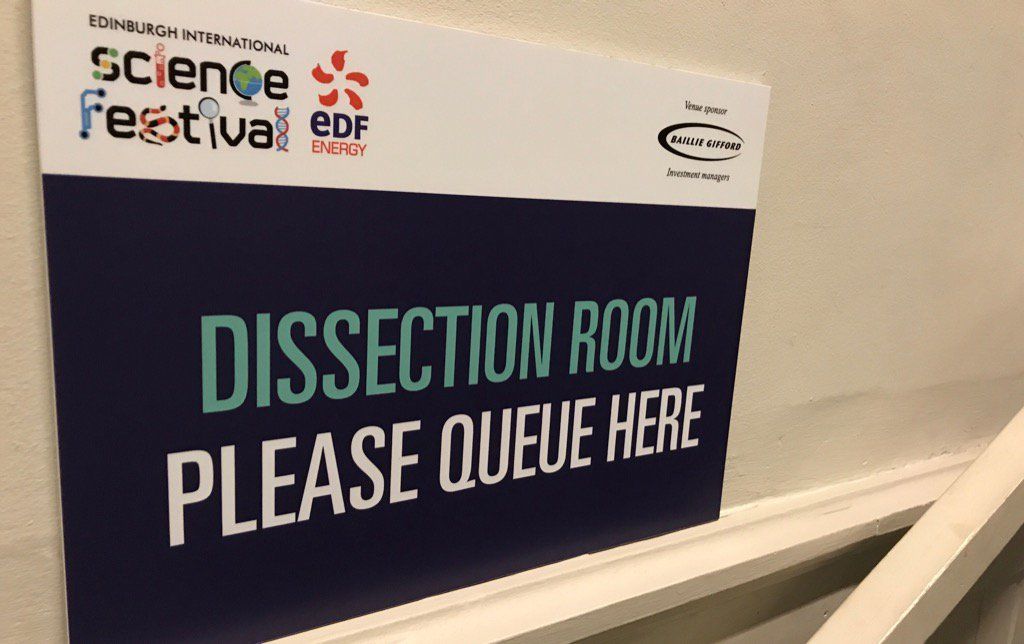 EDINBURGH INTERNATIONAL
science
festival
eDF
ENERGY
Venue sponsor
BAILLIE GIFFORD
Investment managers
DISSECTION ROOM
PLEASE QUEUE HERE